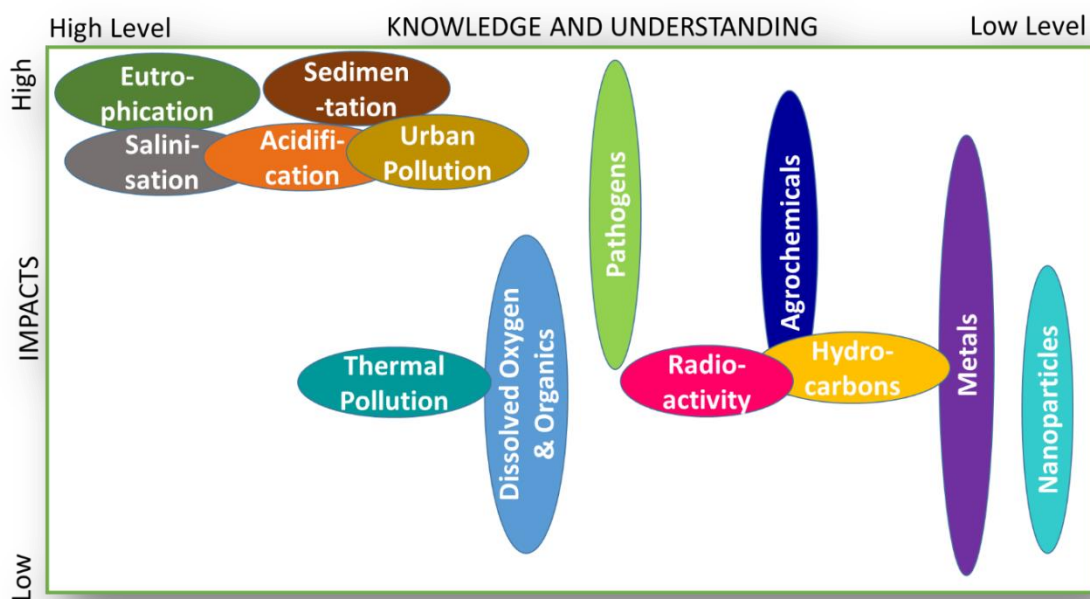 High Level
KNOWLEDGE AND UNDERSTANDING
Low Level
High
IMPACTS
Low
Eutro-
phication
Sedimen
-tation
Salini-
sation
Acidifi-
cation
Urban
Pollution
Pathogens
Agrochemicals
Thermal
Pollution
Dissolved Oxygen
& Organics
Radio-
activity
Hydro-
carbons
Metals
Nanoparticles